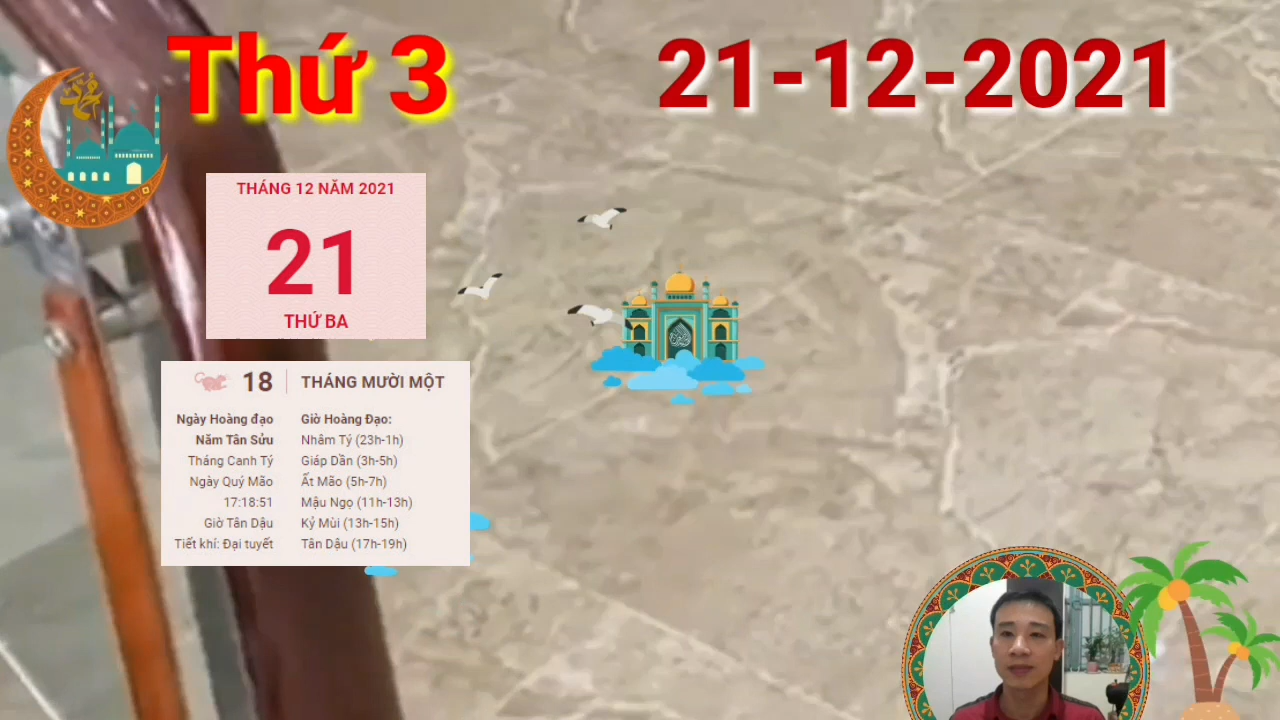 Thứ 3
21-12-2021
THÁNG 12 NĂM 2021
21
THỨ BA
18
THÁNG MƯỜI MỘT
Ngày Hoàng đạo
Năm Tân Sửu
Tháng Canh Tý
Ngày Quý Mão
17:18:51
Giờ Tân Dậu
Tiết khí: Đại tuyết
Giờ Hoàng Đạo:
Nhâm Tý (23h-1h)
Giáp Dần (3h-5h)
Ất Mão (5h-7h)
Mậu Ngọ (11h-13h)
Kỷ Mùi (13h-15h)
Tân Dậu (17h-19h)